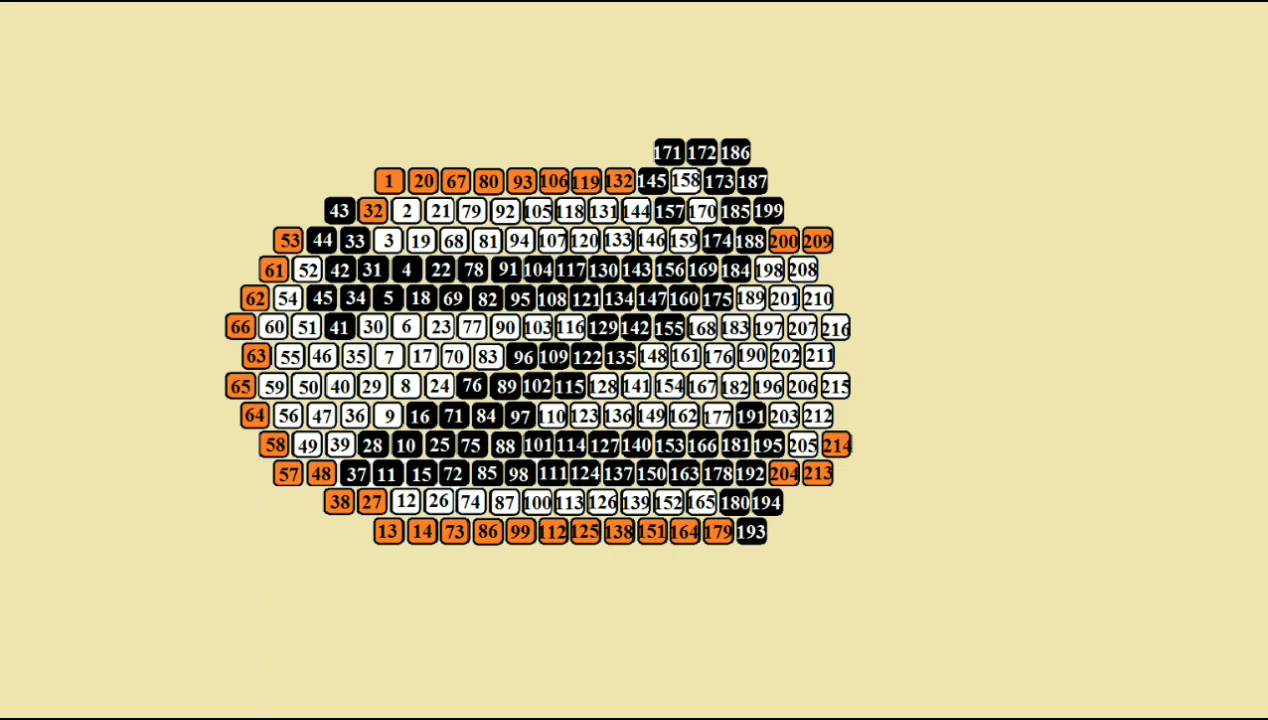 171 172 186
1 20 67 80 93 106 119 132 145 158 173 187
43 32 2 21 79 92 105 118 131 144 157 170 185 199
53 44 33 3 19 68 81 94 107 120 133 146 159 174 188 200 209
61 52 42 31 4 22 78 91 104 117 130 143 156 169 184 198 208
62 54 45 34 5 18 69 82 95 108 121 134 147 160 175 189 201 210
66 60 51 41 30 6 23 77 90 103 116 129 142 155 168 183 197 207 216
63 55 46 35 7 17 70 83 96 109 122 135 148 161 176 190 202 211
65 59 50 40 29 8 24 76 89 102 115 128 141 154 167 182 196 206 215
64 56 47 36 9 16 71 84 97 110 123 136 149 162 177 191 203 212
58 49 39 28 10 25 75 88 101 114 127 140 153 166 181 195 205 214
57 48 37 11 15 72 85 98 111 124 137 150 163 178 192 204 213
38 27 12 26 74 87 100 113 126 139 152 165 180 194
13 14 73 86 99 112 125 138 151 164 179 193